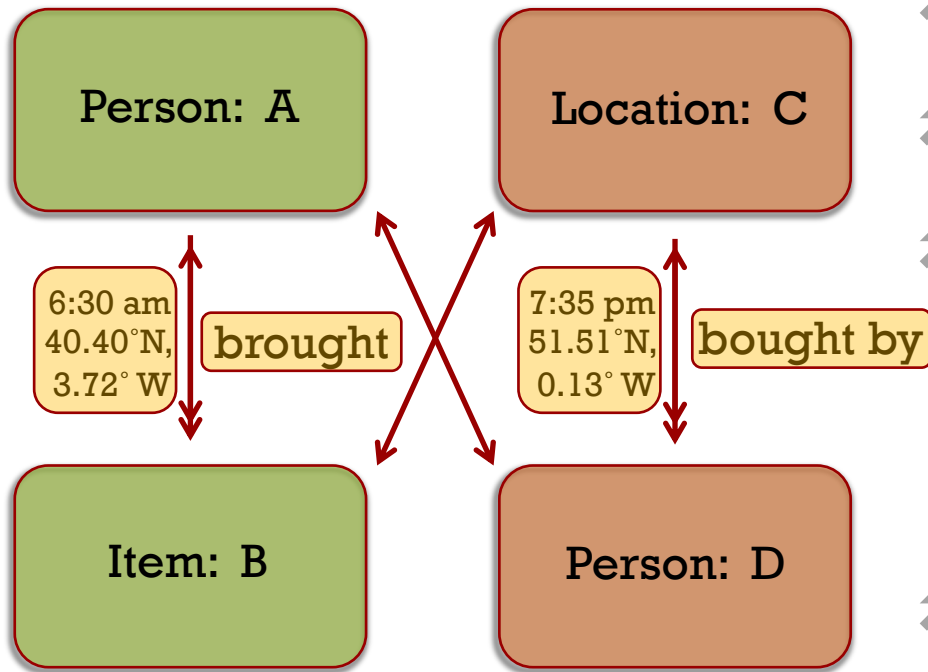 Person: A
Location: C
6:30 am
40.40°N,
3.72° W
brought
7:35 pm
51.51°N,
0.13° W
bought by
Item: B
Person: D